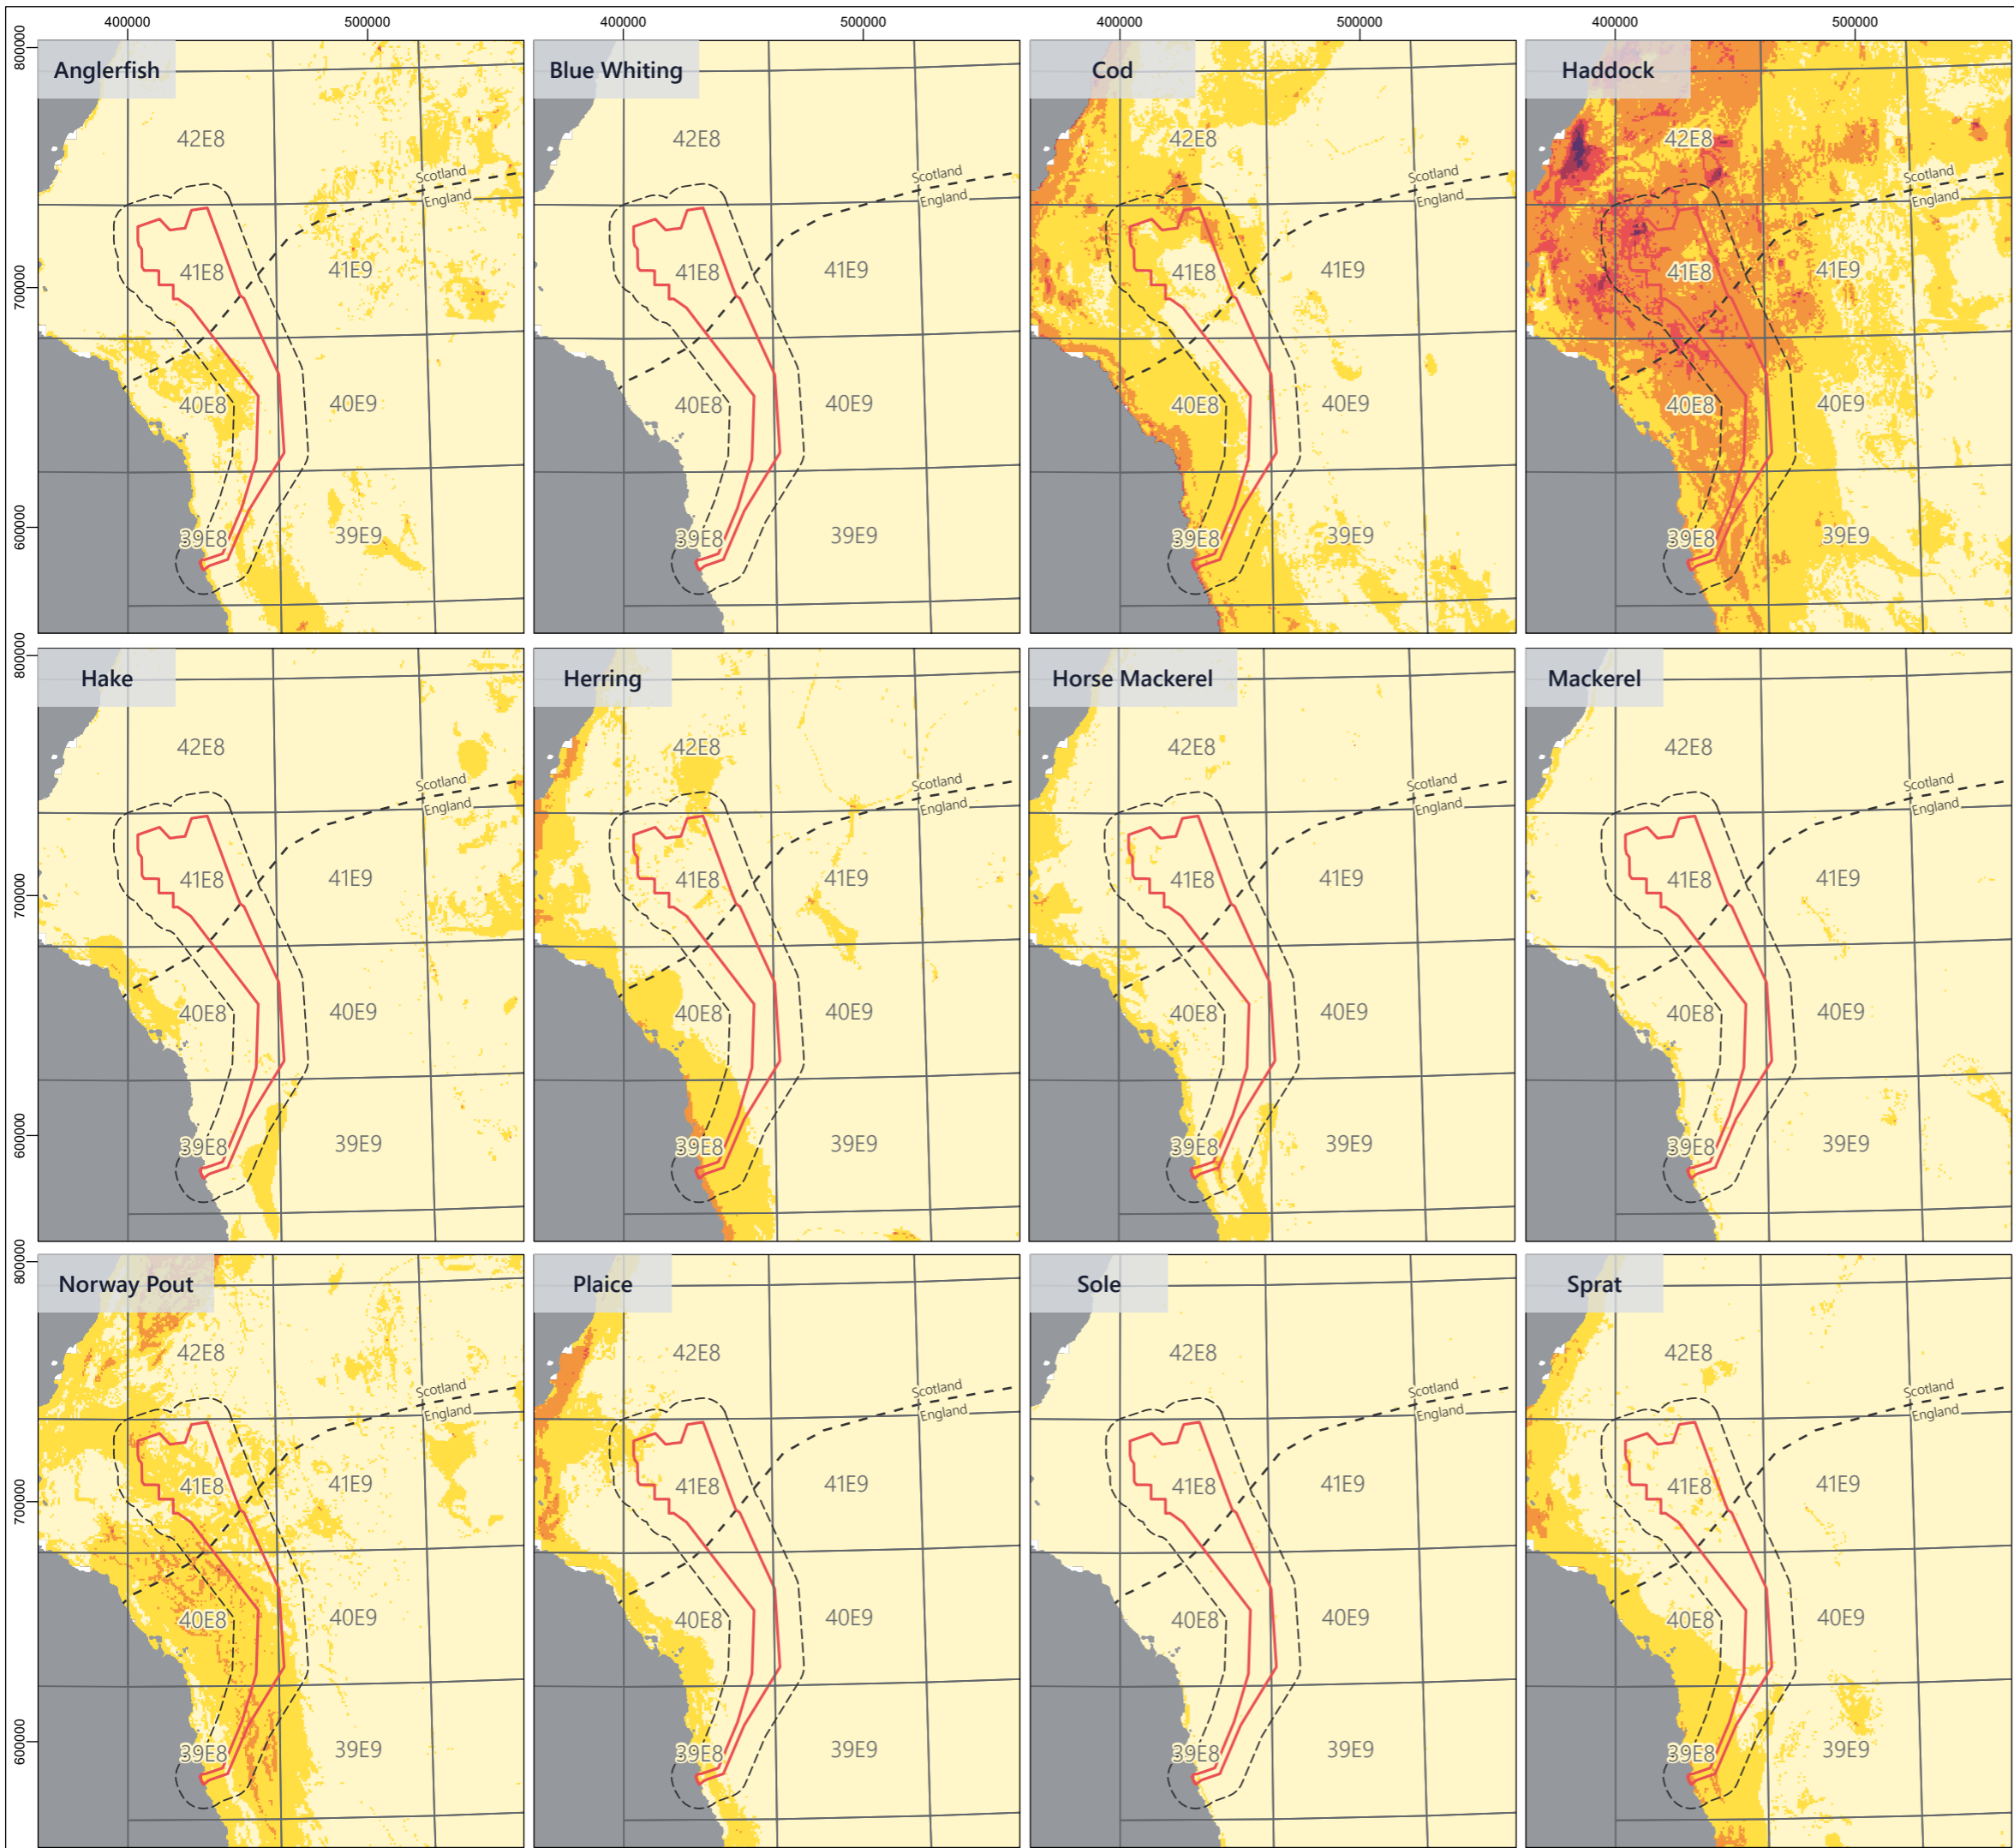 400000 500000 400000 500000 400000 500000 400000 500000
800000
700000
600000
Anglerfish
42E8
Scotland
England
41E8 41E9
40E8 40E9
39E8 39E9
Blue Whiting
42E8
Scotland
England
41E8 41E9
40E8 40E9
39E8 39E9
Cod
42E8
Scotland
England
41E8 41E9
40E8 40E9
39E8 39E9
Haddock
42E8
Scotland
England
41E8 41E9
40E8 40E9
39E8 39E9
800000
700000
600000
Hake
42E8
Scotland
England
41E8 41E9
40E8 40E9
39E8 39E9
Herring
42E8
Scotland
England
41E8 41E9
40E8 40E9
39E8 39E9
Horse Mackerel
42E8
Scotland
England
41E8 41E9
40E8 40E9
39E8 39E9
Mackerel
42E8
Scotland
England
41E8 41E9
40E8 40E9
39E8 39E9
800000
700000
600000
Norway Pout
42E8
Scotland
England
41E8 41E9
40E8 40E9
39E8 39E9
Plaice
42E8
Scotland
England
41E8 41E9
40E8 40E9
39E8 39E9
Sole
42E8
Scotland
England
41E8 41E9
40E8 40E9
39E8 39E9
Sprat
42E8
Scotland
England
41E8 41E9
40E8 40E9
39E8 39E9